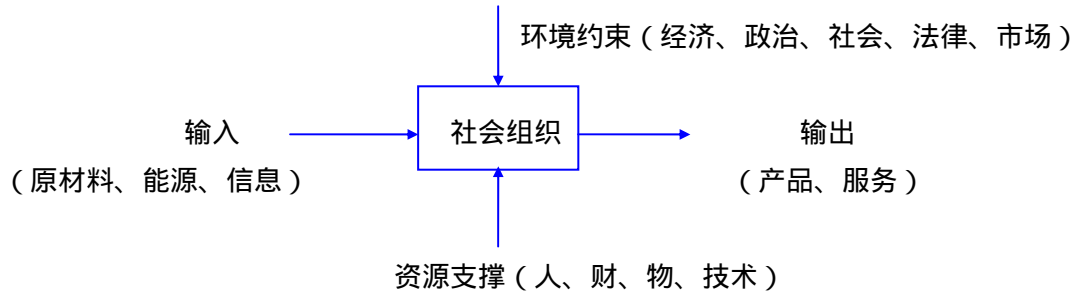 环境约束（经济、政治、社会、法律、市场）
输入
社会组织
输出
（原材料、能源、信息）
（产品、服务）
资源支撑（人、财、物、技术）